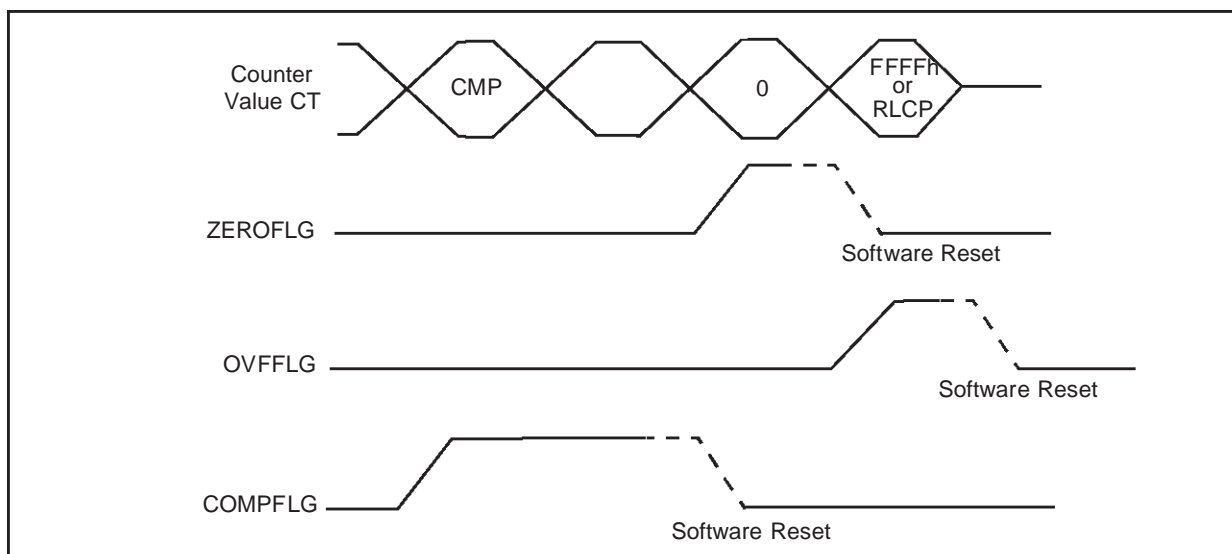 Counter
Value CT
CMP
0
FFFFh
or
RLCP
ZEROFLG
Software Reset
OVFFLG
Software Reset
COMPFLG
Software Reset